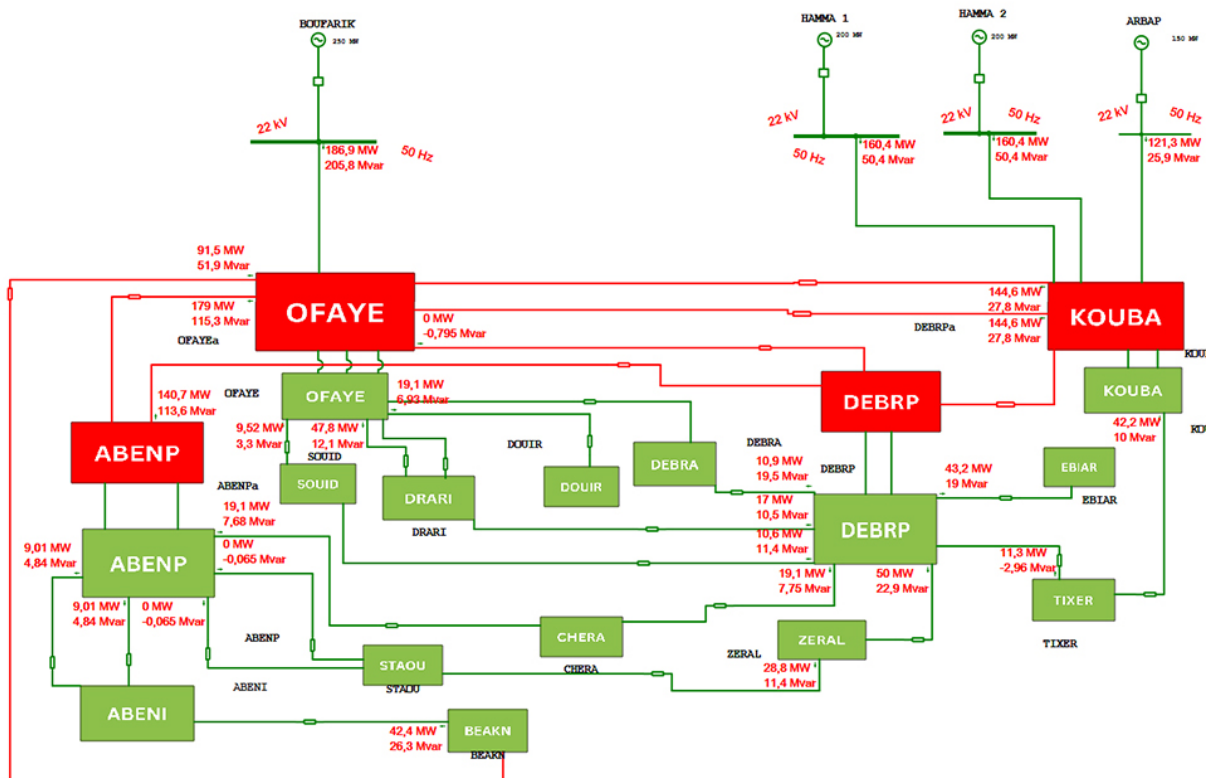 BOUFARIK
250 MW
HAMMA 1
200 MW
HAMMA 2
200 MW
ARBAP
150 MW
22 kV
50 Hz
186,9 MW
205,8 Mvar
22 kV
50 Hz
160,4 MW
50,4 Mvar
22 kV
50 Hz
160,4 MW
50,4 Mvar
22 kV
50 Hz
121,3 MW
25,9 Mvar
91,5 MW
51,9 Mvar
179 MW
115,3 Mvar
OFAYEa
OFAYE
0 MW
-0,795 Mvar
144,6 MW
27,8 Mvar
144,6 MW
27,8 Mvar
DEBRPa
KOUBA
KOU
KOUBA
KOU
42,2 MW
10 Mvar
140,7 MW
113,6 Mvar
OFAYE
OFAYE
19,1 MW
6,93 Mvar
DEBRP
ABENP
ABENPa
9,52 MW
3,3 Mvar
SOUID
SOUID
47,8 MW
12,1 Mvar
DRARI
DRARI
DOUIR
DOUIR
DEBRA
DEBRA
DEBRP
10,9 MW
19,5 Mvar
17 MW
10,5 Mvar
10,6 MW
11,4 Mvar
DEBRP
43,2 MW
19 Mvar
EBIAR
EBIAR
19,1 MW
7,68 Mvar
0 MW
-0,065 Mvar
ABENP
9,01 MW
4,84 Mvar
9,01 MW
4,84 Mvar
0 MW
-0,065 Mvar
ABENP
ABENI
ABENI
19,1 MW
7,75 Mvar
50 MW
22,9 Mvar
11,3 MW
-2,96 Mvar
TIXER
TIXER
CHERA
CHERA
ZERAL
ZERAL
28,8 MW
11,4 Mvar
STAOU
STAOU
42,4 MW
26,3 Mvar
BEAKN
BEAKN